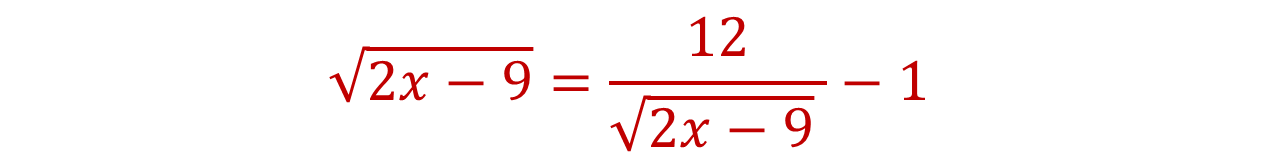 √(2x − 9) = 12/√(2x − 9) − 1